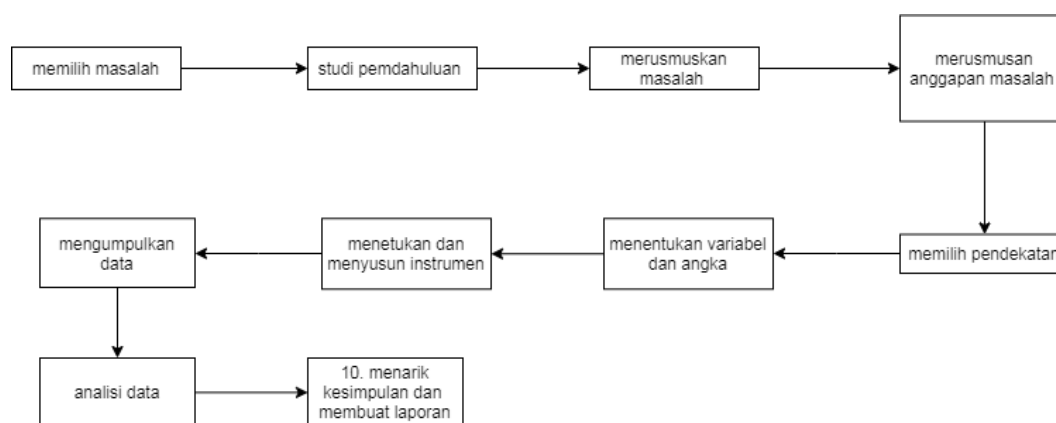 memilih masalah
studi pemdahuluan
merusmuskan
masalah
merusmusan
anggapan masalah
memilih pendekatan
menentukan variabel
dan angka
menetukan dan
menyusun instrumen
mengumpulkan
data
analisi data
10. menarik
kesimpulan dan
membuat laporan